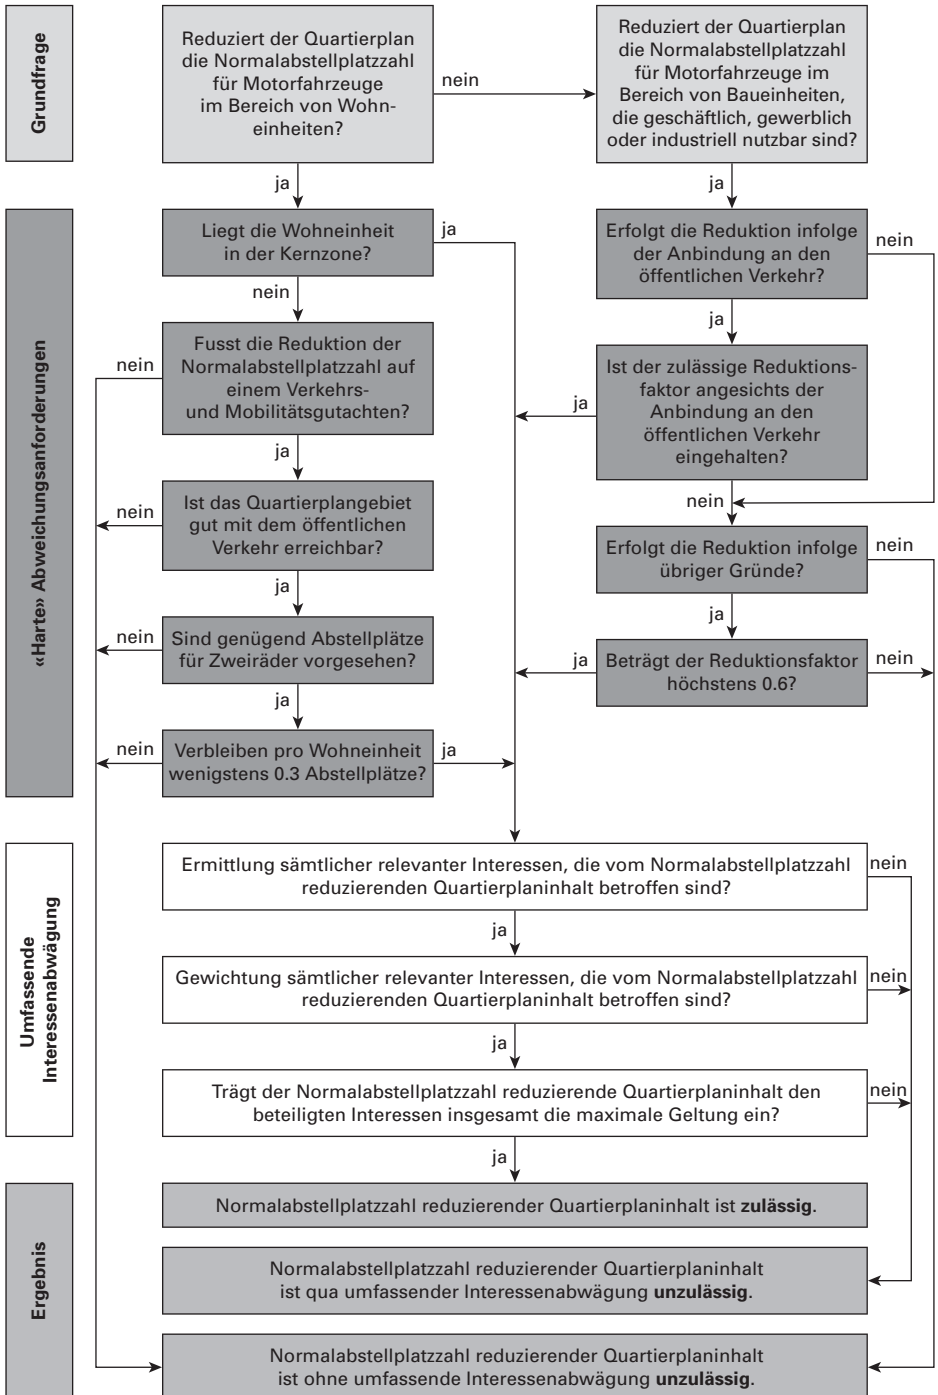 Grundfrage
Reduziert der Quartierplan
die Normalabstellplatzzahl
für Motorfahrzeuge
im Bereich von Wohn-
einheiten?
nein
Reduziert der Quartierplan
die Normalabstellplatzzahl
für Motorfahrzeuge im
Bereich von Baueinheiten,
die geschäftlich, gewerblich
oder industriell nutzbar sind?
ja
ja
«Harte» Abweichungsanforderungen
Liegt die Wohneinheit
in der Kernzone?
ja
nein
Fusst die Reduktion der
Normalabstellplatzzahl auf
einem Verkehrs-
und Mobilitätsgutachten?
nein
ja
Ist das Quartierplangebiet
gut mit dem öffentlichen
Verkehr erreichbar?
nein
ja
Sind genügend Abstellplätze
für Zweiräder vorgesehen?
nein
ja
Verbleiben pro Wohneinheit
wenigstens 0.3 Abstellplätze?
nein
ja
Erfolgt die Reduktion infolge
der Anbindung an den
öffentlichen Verkehr?
nein
ja
Ist der zulässige Reduktions-
faktor angesichts der
Anbindung an den
öffentlichen Verkehr
eingehalten?
ja
nein
Erfolgt die Reduktion infolge
übriger Gründe?
nein
ja
Beträgt der Reduktionsfaktor
höchstens 0.6?
ja
nein
Umfassende
Interessenabwägung
Ermittlung sämtlicher relevanter Interessen, die vom Normalabstellplatzzahl
reduzierenden Quartierplaninhalt betroffen sind?
nein
ja
Gewichtung sämtlicher relevanter Interessen, die vom Normalabstellplatzzahl
reduzierenden Quartierplaninhalt betroffen sind?
nein
ja
Trägt der Normalabstellplatzzahl reduzierende Quartierplaninhalt den
beteiligten Interessen insgesamt die maximale Geltung ein?
nein
ja
Ergebnis
Normalabstellplatzzahl reduzierender Quartierplaninhalt ist zulässig.
Normalabstellplatzzahl reduzierender Quartierplaninhalt
ist qua umfassender Interessenabwägung unzulässig.
Normalabstellplatzzahl reduzierender Quartierplaninhalt
ist ohne umfassende Interessenabwägung unzulässig.